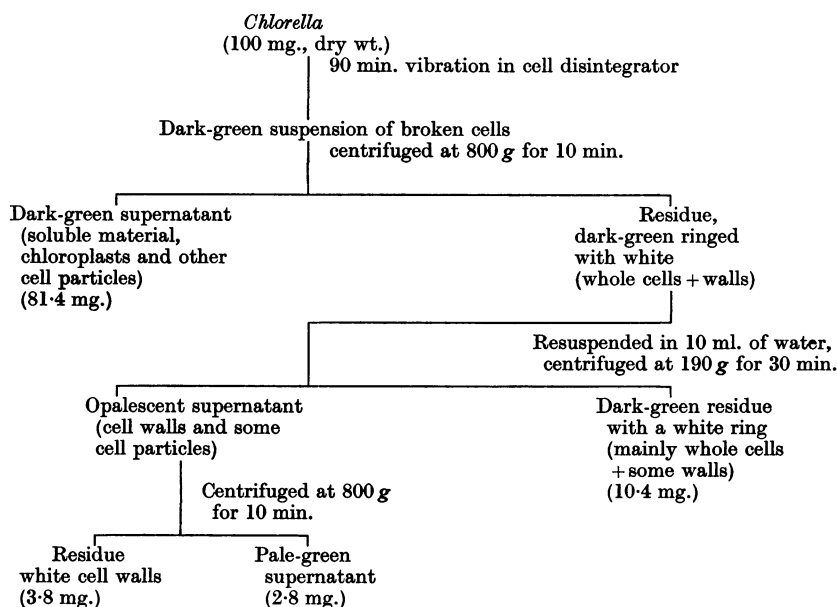 Chlorella
(100 mg., dry wt.)
90 min. vibration in cell disintegrator
Dark-green suspension of broken cells
centrifuged at 800 g for 10 min.
Dark-green supernatant
(soluble material,
chloroplasts and other
cell particles)
(81·4 mg.)
Residue,
dark-green ringed
with white
(whole cells + walls)
Resuspended in 10 ml. of water,
centrifuged at 190 g for 30 min.
Opalescent supernatant
(cell walls and some
cell particles)
Dark-green residue
with a white ring
(mainly whole cells
+ some walls)
(10·4 mg.)
Centrifuged at 800 g
for 10 min.
Residue
white cell walls
(3·8 mg.)
Pale-green
supernatant
(2·8 mg.)